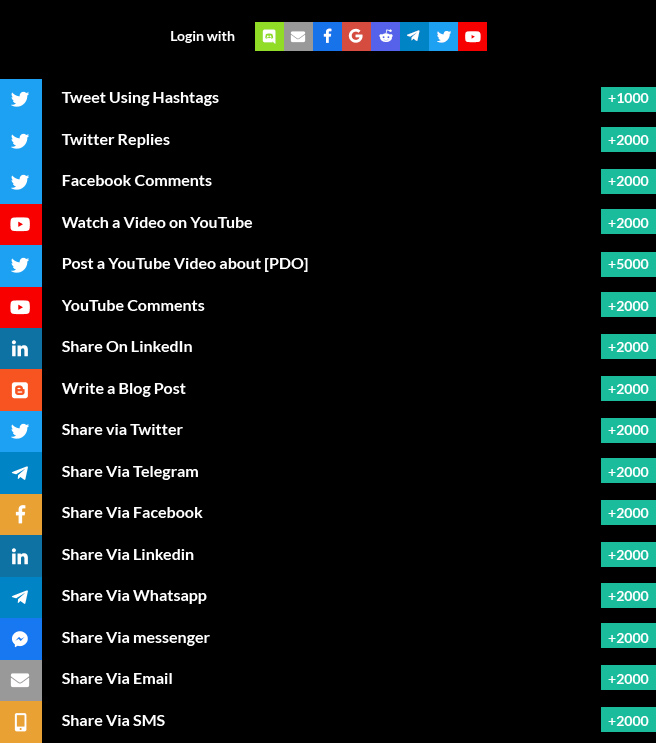 Login with
Tweet Using Hashtags +1000
Twitter Replies +2000
Facebook Comments +2000
Watch a Video on YouTube +2000
Post a YouTube Video about [PDO] +5000
YouTube Comments +2000
Share On LinkedIn +2000
Write a Blog Post +2000
Share via Twitter +2000
Share Via Telegram +2000
Share Via Facebook +2000
Share Via Linkedin +2000
Share Via Whatsapp +2000
Share Via messenger +2000
Share Via Email +2000
Share Via SMS +2000